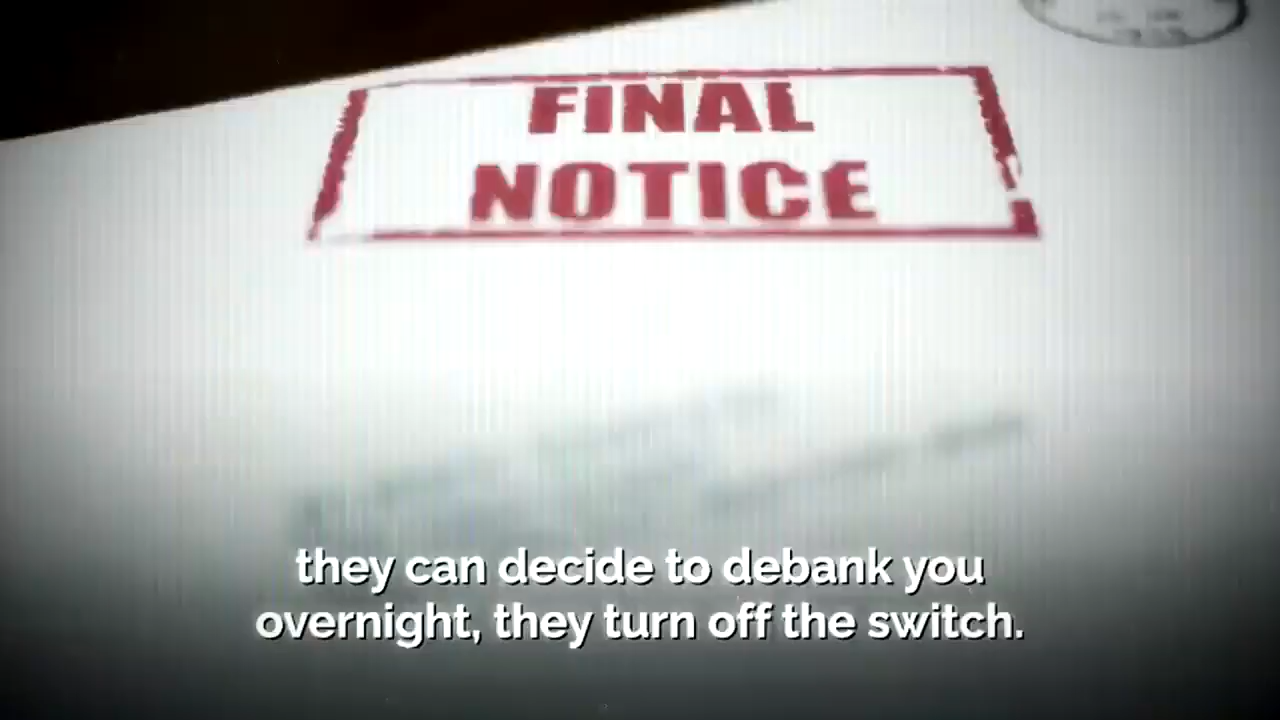 FINAL
NOTICE
they can decide to debank you
overnight, they turn off the switch.